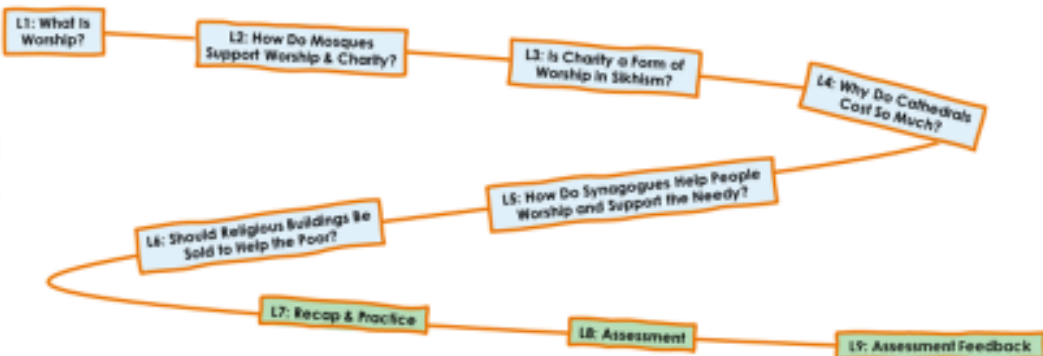 L1: What Is
Worship?
L2: How Do Mosques
Support Worship & Charity?
L3: Is Charity a Form of
Worship in Sikhism?
L4: Why Do Cathedrals
Cost So Much?
L5: How Do Synagogues Help People
Worship and Support the Needy?
L6: Should Religious Buildings Be
Sold to Help the Poor?
L7: Recap & Practice
L8: Assessment
L9: Assessment Feedback